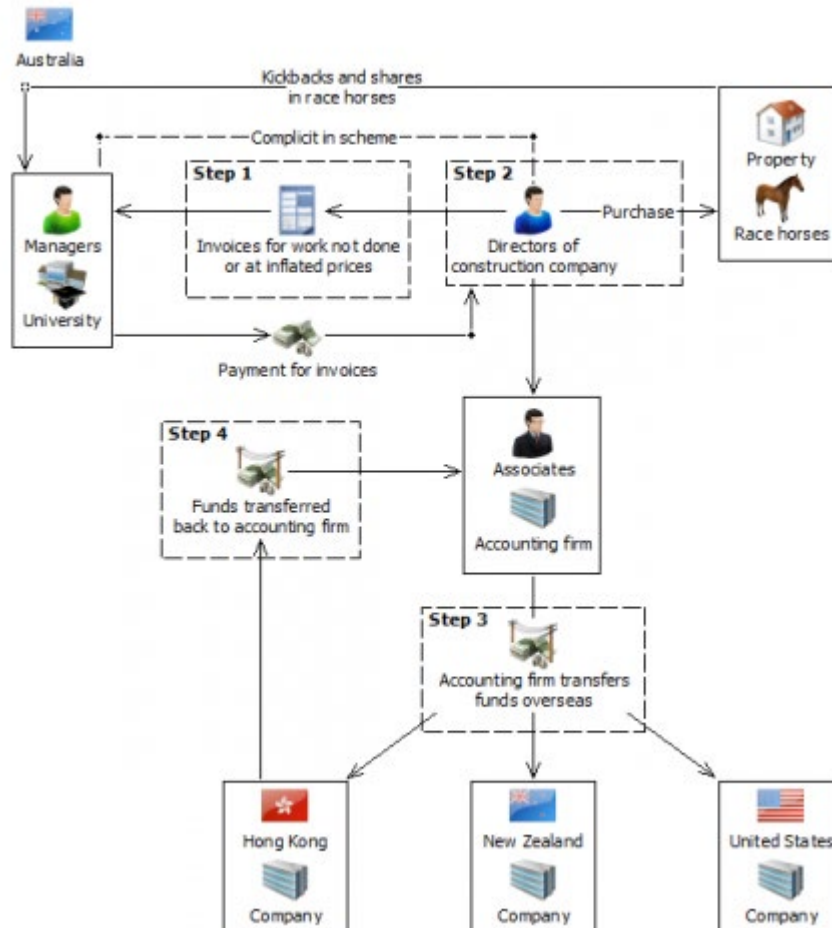 Australia
Kickbacks and shares
in race horses
Complicit in scheme
Step 1
Step 2
Property
Race horses
Managers
University
Invoices for work not done
or at inflated prices
Directors of
construction company
Purchase
Payment for invoices
Step 4
Funds transferred
back to accounting firm
Associates
Accounting firm
Step 3
Accounting firm transfers
funds overseas
Hong Kong
Company
New Zealand
Company
United States
Company